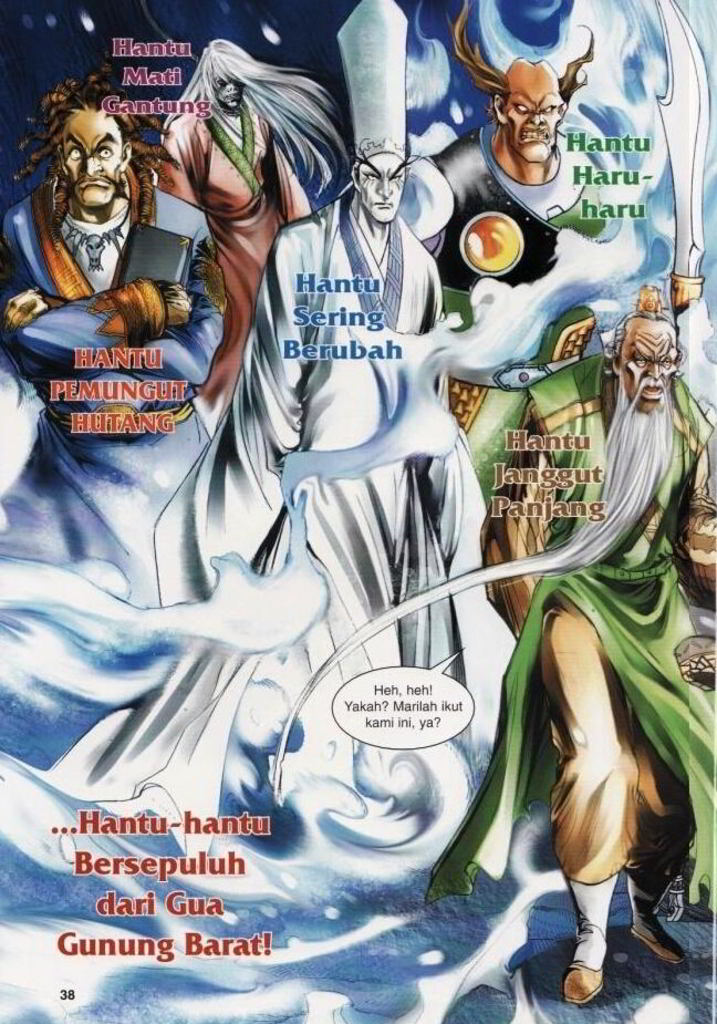 Hantu
Mati
Gantung
Hantu
Haru-
haru
Hantu
Sering
Berubah
HANTU
PEMUNGUT
HUTANG
Hantu
Janggut
Panjang
Heh, heh!
Yakah? Marilah ikut
kami ini, ya?
...Hantu-hantu
Bersepuluh
dari Gua
Gunung Barat!
38